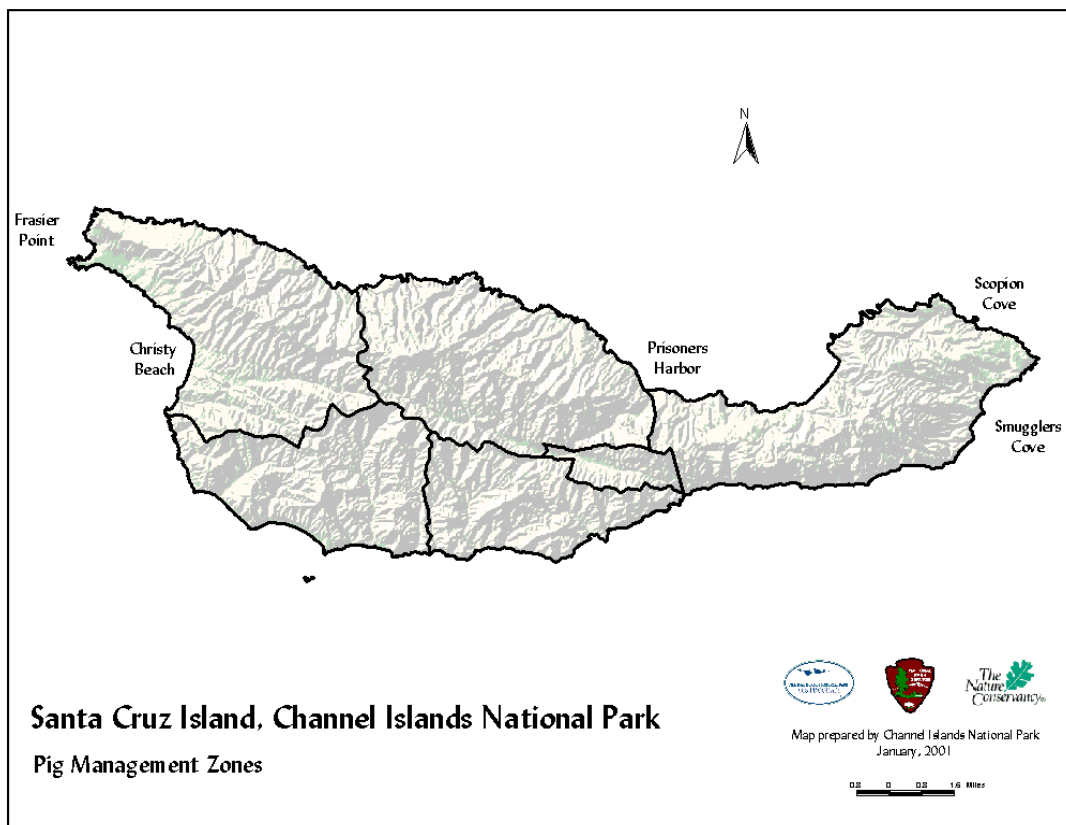 N
Frasier
Point
Scopion
Cove
Christy
Beach
Prisoners
Harbor
Smugglers
Cove
The
Nature
Conservancy
Santa Cruz Island, Channel Islands National Park
Pig Management Zones
Map prepared by Channel Islands National Park
January, 2001
0.8 0 0.8 1.6 Miles